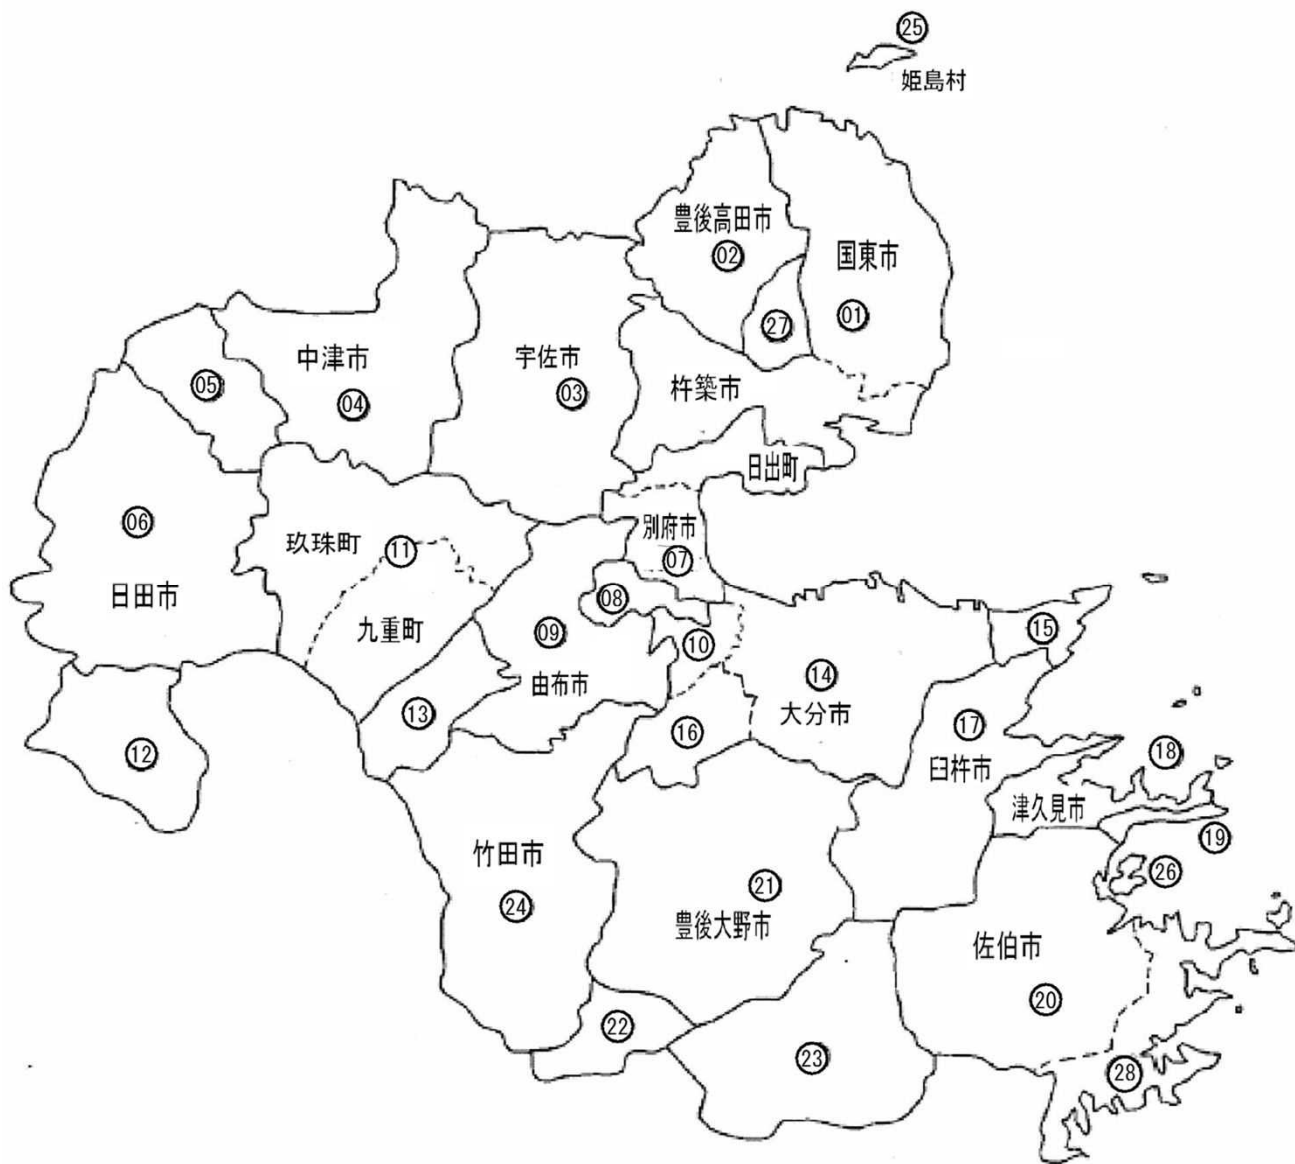 ㉕
姫島村
豊後高田市
02
国東市
27
01
中津市
宇佐市
05
04
03
杵築市
日出町
06
別府市
玖珠町
11
07
日田市
08
九重町
09
10
15
由布市
14
大分市
13
16
17
12
18
臼杵市
津久見市
19
竹田市
26
21
24
豊後大野市
佐伯市
20
22
23
28